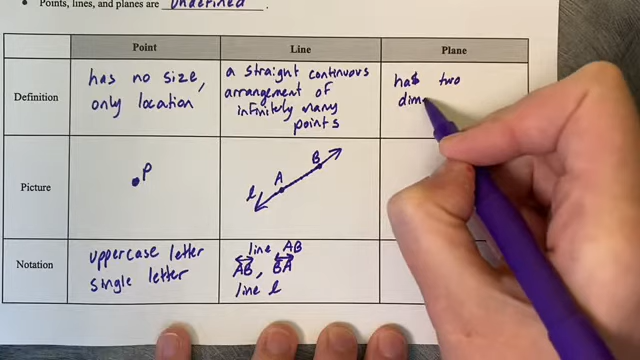 • Points, lines, and planes are undefined.
Point
Line
Plane
Definition
has no size,
only location
a straight continuous
arrangement of
infinitely many
points
has two
dim
Picture
P
l
A
B
Notation
uppercase letter
single letter
line AB
AB, BA
line l